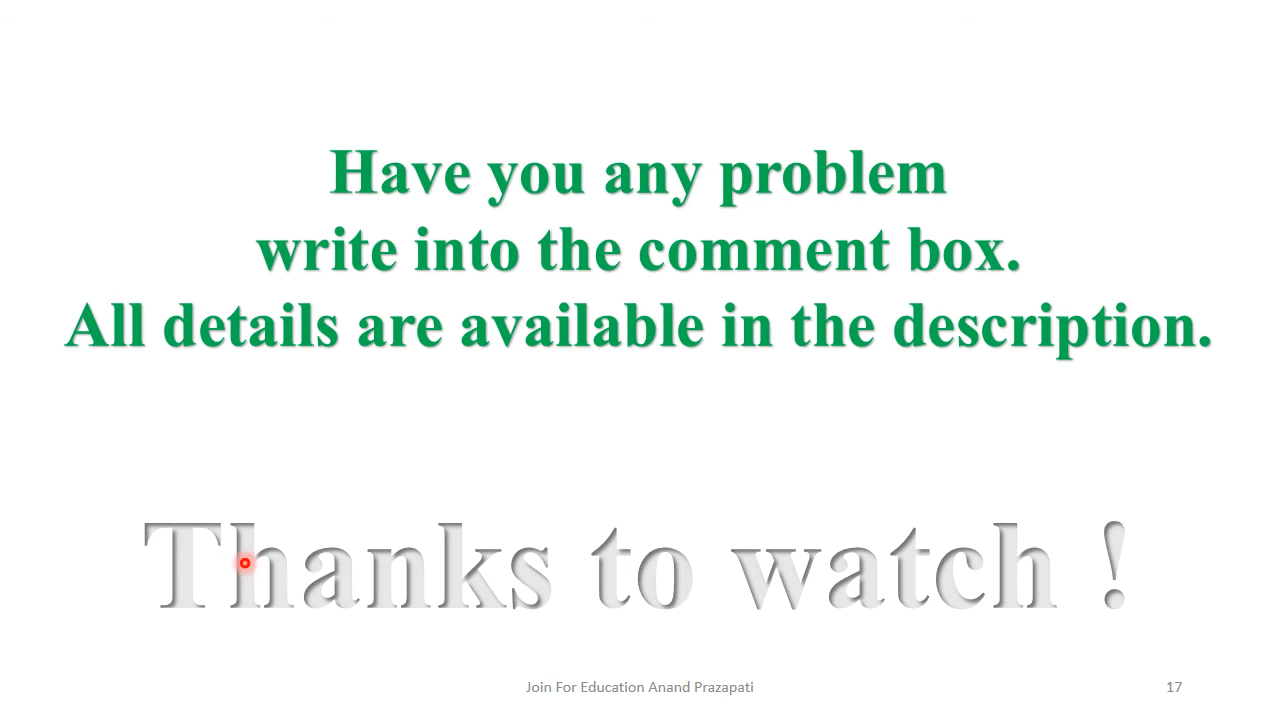 Have you any problem
write into the comment box.
All details are available in the description.
Thanks to watch !
Join For Education Anand Prazapati
17